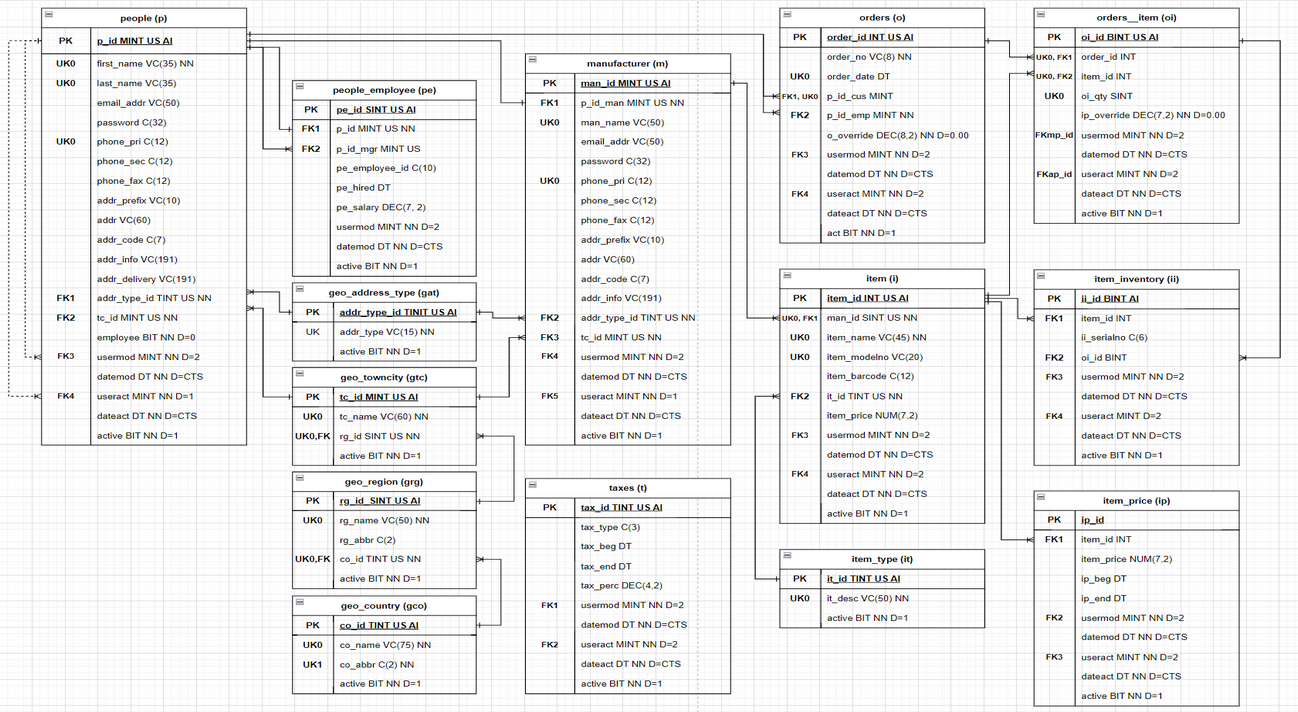 people (p)
PK p_id MINT US AI
UK0 first_name VC(35) NN
UK0 last_name VC(35)
email_addr VC(50)
password C(32)
UK0 phone_pri C(12)
phone_sec C(12)
phone_fax C(12)
addr_prefix VC(10)
addr VC(60)
addr_code C(7)
addr_info VC(191)
addr_delivery VC(191)
FK1 addr_type_id TINT US NN
FK2 tc_id MINT US NN
employee BIT NN D=0
FK3 usermod MINT NN D=2
datemod DT NN D=CTS
FK4 useract MINT NN D=1
dateact DT NN D=CTS
active BIT NN D=1
people_employee (pe)
PK pe_id SINT US AI
FK1 p_id MINT US NN
FK2 p_id_mgr MINT US
pe_employee_id C(10)
pe_hired DT
pe_salary DEC(7, 2)
usermod MINT NN D=2
datemod DT NN D=CTS
active BIT NN D=1
geo_address_type (gat)
PK addr_type_id TINIT US AI
UK addr_type VC(15) NN
active BIT NN D=1
geo_towncity (gtc)
PK tc_id MINT US AI
UK0 tc_name VC(60) NN
UK0,FK rg_id SINT US NN
active BIT NN D=1
geo_region (grg)
PK rg_id_SINT US AI
UK0 rg_name VC(50) NN
rg_abbr C(2)
UK0,FK co_id TINT US NN
active BIT NN D=1
geo_country (gco)
PK co_id TINT US AI
UK0 co_name VC(75) NN
UK1 co_abbr C(2) NN
active BIT NN D=1
manufacturer (m)
PK man_id MINT US AI
FK1 p_id_man MINT US NN
UK0 man_name VC(50)
email_addr VC(50)
password C(32)
UK0 phone_pri C(12)
phone_sec C(12)
phone_fax C(12)
addr_prefix VC(10)
addr VC(60)
addr_code C(7)
addr_info VC(191)
FK2 addr_type_id TINT US NN
FK3 tc_id MINT US NN
FK4 usermod MINT NN D=2
datemod DT NN D=CTS
FK5 useract MINT NN D=1
dateact DT NN D=CTS
active BIT NN D=1
taxes (t)
PK tax_id TINT US AI
tax_type C(3)
tax_beg DT
tax_end DT
tax_perc DEC(4,2)
FK1 usermod MINT NN D=2
datemod DT NN D=CTS
FK2 useract MINT NN D=2
dateact DT NN D=CTS
active BIT NN D=1
orders (o)
PK order_id INT US AI
order_no VC(8) NN
UK0 order_date DT
FK1, UK0 p_id_cus MINT
FK2 p_id_emp MINT NN
o_override DEC(8,2) NN D=0.00
FK3 usermod MINT NN D=2
datemod DT NN D=CTS
FK4 useract MINT NN D=2
dateact DT NN D=CTS
act BIT NN D=1
item (i)
PK item_id INT US AI
UK0, FK1 man_id SINT US NN
UK0 item_name VC(45) NN
UK0 item_modelno VC(20)
item_barcode C(12)
FK2 it_id TINT US NN
item_price NUM(7,2)
FK3 usermod MINT NN D=2
datemod DT NN D=CTS
FK4 useract MINT NN D=2
dateact DT NN D=CTS
active BIT NN D=1
item_type (it)
PK it_id TINT US AI
UK0 it_desc VC(50) NN
active BIT NN D=1
orders__item (oi)
PK oi_id BINT US AI
UK0, FK1 order_id INT
UK0, FK2 item_id INT
UK0 oi_qty SINT
ip_override DEC(7,2) NN D=0.00
FKmp_id usermod MINT NN D=2
datemod DT NN D=CTS
FKap_id useract MINT NN D=2
dateact DT NN D=CTS
active BIT NN D=1
item_inventory (ii)
PK ii_id BINT AI
FK1 item_id INT
ii_serialno C(6)
FK2 oi_id BINT
FK3 usermod MINT NN D=2
datemod DT NN D=CTS
FK4 useract MINT NN D=2
dateact DT NN D=CTS
active BIT NN D=1
item_price (ip)
PK ip_id
FK1 item_id INT
item_price NUM(7,2)
ip_beg DT
ip_end DT
FK2 usermod MINT NN D=2
datemod DT NN D=CTS
FK3 useract MINT NN D=2
dateact DT NN D=CTS
active BIT NN D=1